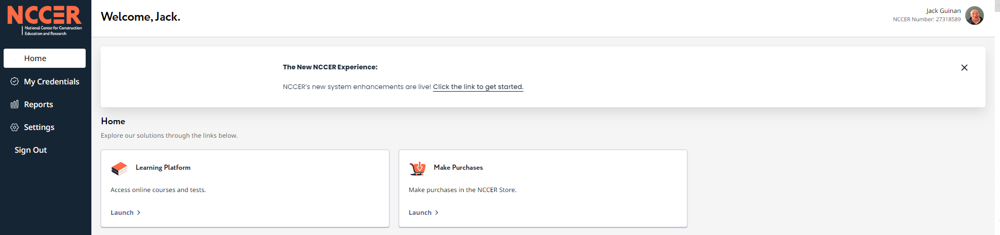 NCCER
National Center for Construction
Education and Research
Home
My Credentials
Reports
Settings
Sign Out
Welcome, Jack.
Jack Guinan
NCCER Number: 27318589
The New NCCER Experience:
NCCER’s new system enhancements are live! Click the link to get started.
Home
Explore our solutions through the links below.
Learning Platform
Access online courses and tests.
Launch
Make Purchases
Make purchases in the NCCER Store.
Launch